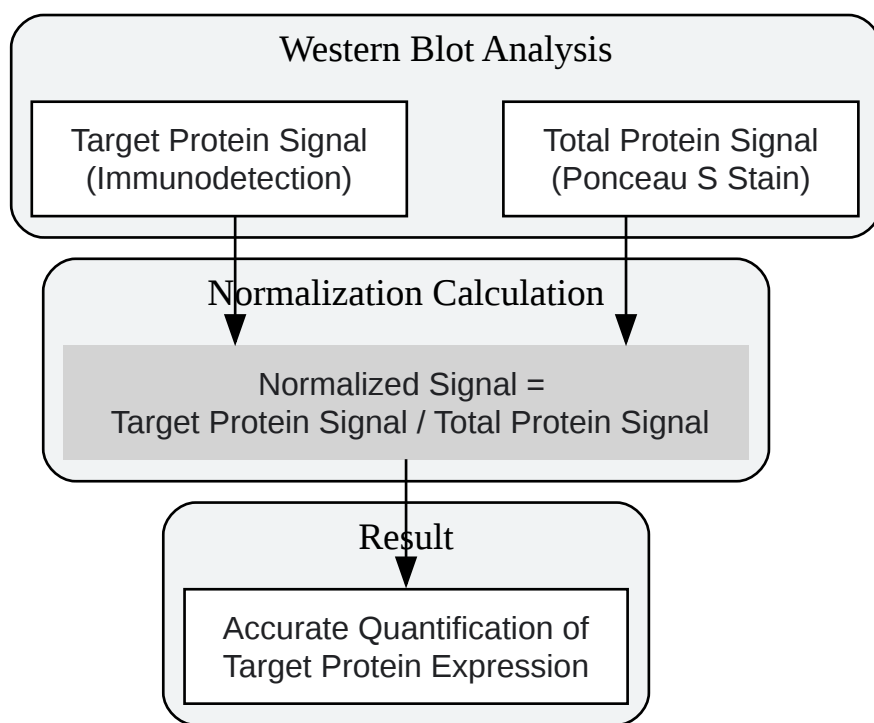 Western Blot Analysis
Target Protein Signal
(Immunodetection)
Total Protein Signal
(Ponceau S Stain)
Normalization Calculation
Normalized Signal =
Target Protein Signal / Total Protein Signal
Result
Accurate Quantification of
Target Protein Expression